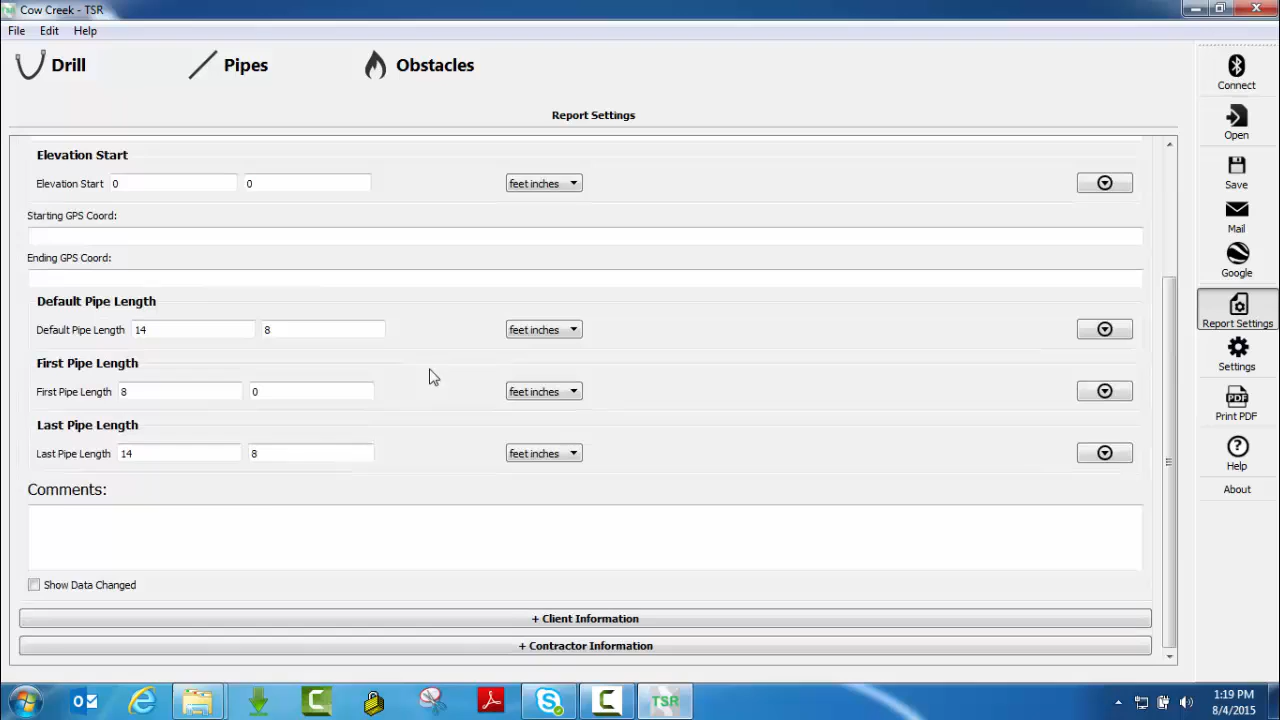 Cow Creek - TSR
File Edit Help
Drill Pipes Obstacles
Report Settings
Elevation Start
Elevation Start 0 0 feet inches
Starting GPS Coord:
Ending GPS Coord:
Default Pipe Length
Default Pipe Length 14 8 feet inches
First Pipe Length
First Pipe Length 8 0 feet inches
Last Pipe Length
Last Pipe Length 14 8 feet inches
Comments:
Show Data Changed
+ Client Information
+ Contractor Information
Connect
Open
Save
Mail
Google
Report Settings
Settings
PDF
Print PDF
Help
About
TSR
1:19 PM
8/4/2015